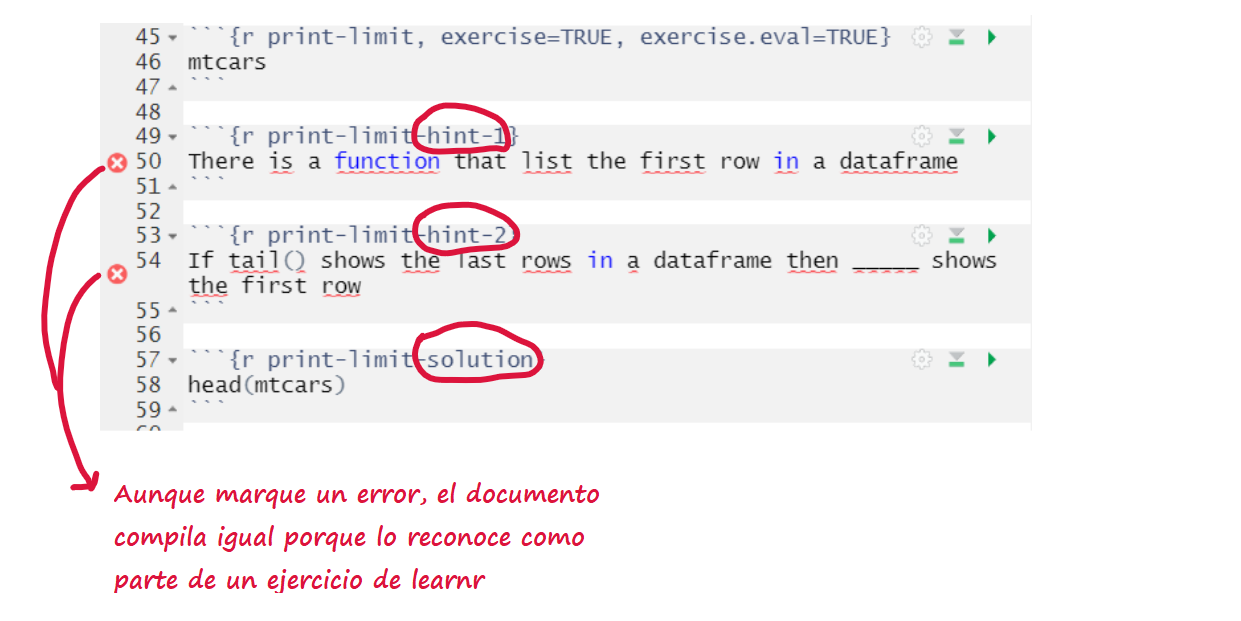 45 ```{r print-limit, exercise=TRUE, exercise.eval=TRUE}
46 mtcars
47 ```
48
49 ```{r print-limit-hint-1}
50 There is a function that list the first row in a dataframe
51 ```
52
53 ```{r print-limit-hint-2}
54 If tail() shows the last rows in a dataframe then _____ shows
the first row
55 ```
56
57 ```{r print-limit-solution}
58 head(mtcars)
59 ```
Aunque marque un error, el documento
compila igual porque lo reconoce como
parte de un ejercicio de learnr